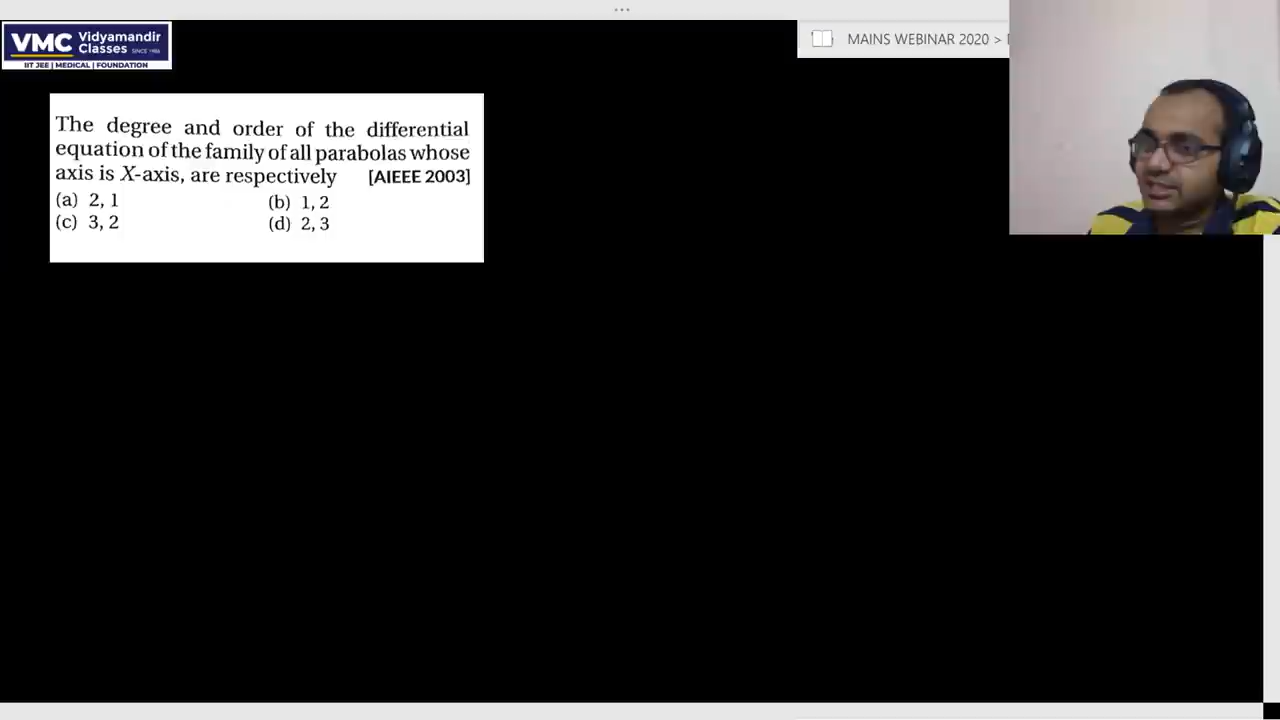 ...
VMC Vidyamandir Classes SINCE 1986
IIT JEE | MEDICAL | FOUNDATION
MAINS WEBINAR 2020 >
The degree and order of the differential
equation of the family of all parabolas whose
axis is X-axis, are respectively [AIEEE 2003]
(a) 2, 1 (b) 1, 2
(c) 3, 2 (d) 2, 3